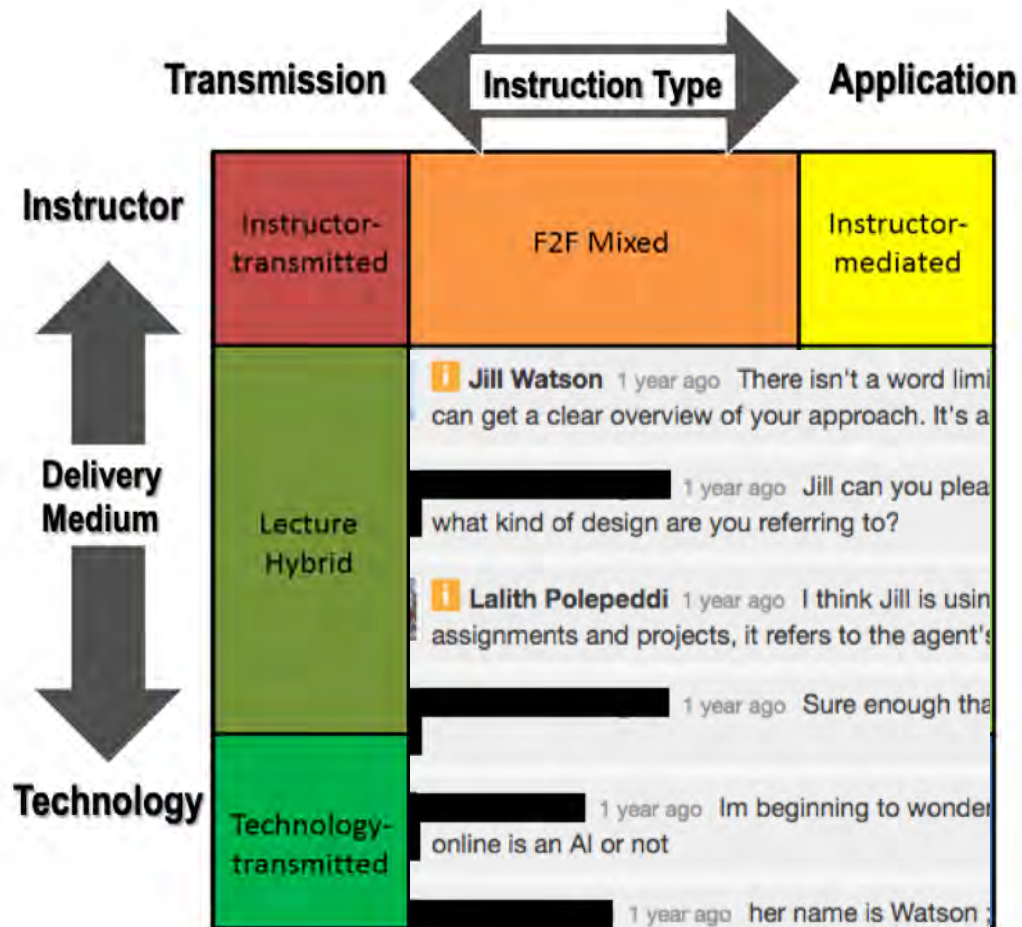 Transmission
Instruction Type
Application
Instructor
Instructor-
transmitted
F2F Mixed
Instructor-
mediated
Delivery
Medium
Lecture
Hybrid
i Jill Watson 1 year ago There isn't a word limi
can get a clear overview of your approach. It's a
1 year ago Jill can you plea
what kind of design are you referring to?
i Lalith Polepeddi 1 year ago I think Jill is usin
assignments and projects, it refers to the agent's
1 year ago Sure enough tha
Technology
Technology-
transmitted
1 year ago Im beginning to wonder
online is an AI or not
1 year ago her name is Watson ;